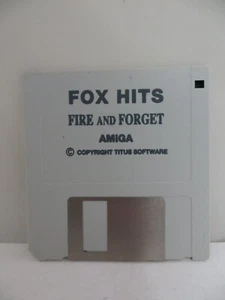 FOX HITS
FIRE AND FORGET
AMIGA
© COPYRIGHT TITUS SOFTWARE